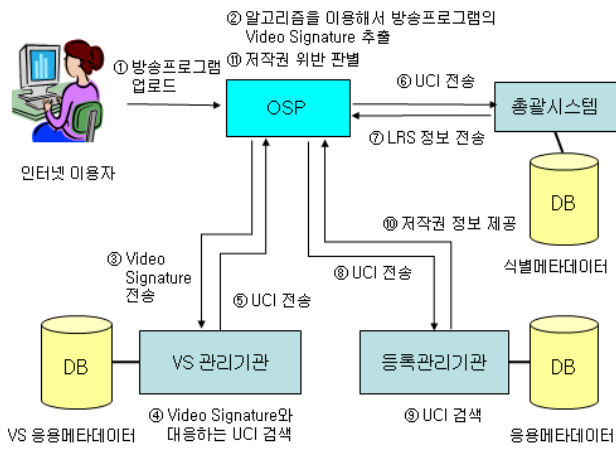 ② 알고리즘을 이용해서 방송프로그램의
Video Signature 추출
⑪ 저작권 위반 판별
① 방송프로그램
업로드
OSP
⑥ UCI 전송
총괄시스템
⑦ LRS 정보 전송
인터넷 이용자
DB
식별메타데이터
⑩ 저작권 정보 제공
③ Video
Signature
전송
⑧ UCI 전송
⑤ UCI 전송
DB
VS 관리기관
등록관리기관
DB
VS 응용메타데이터
④ Video Signature와
대응하는 UCI 검색
⑨ UCI 검색
응용메타데이터